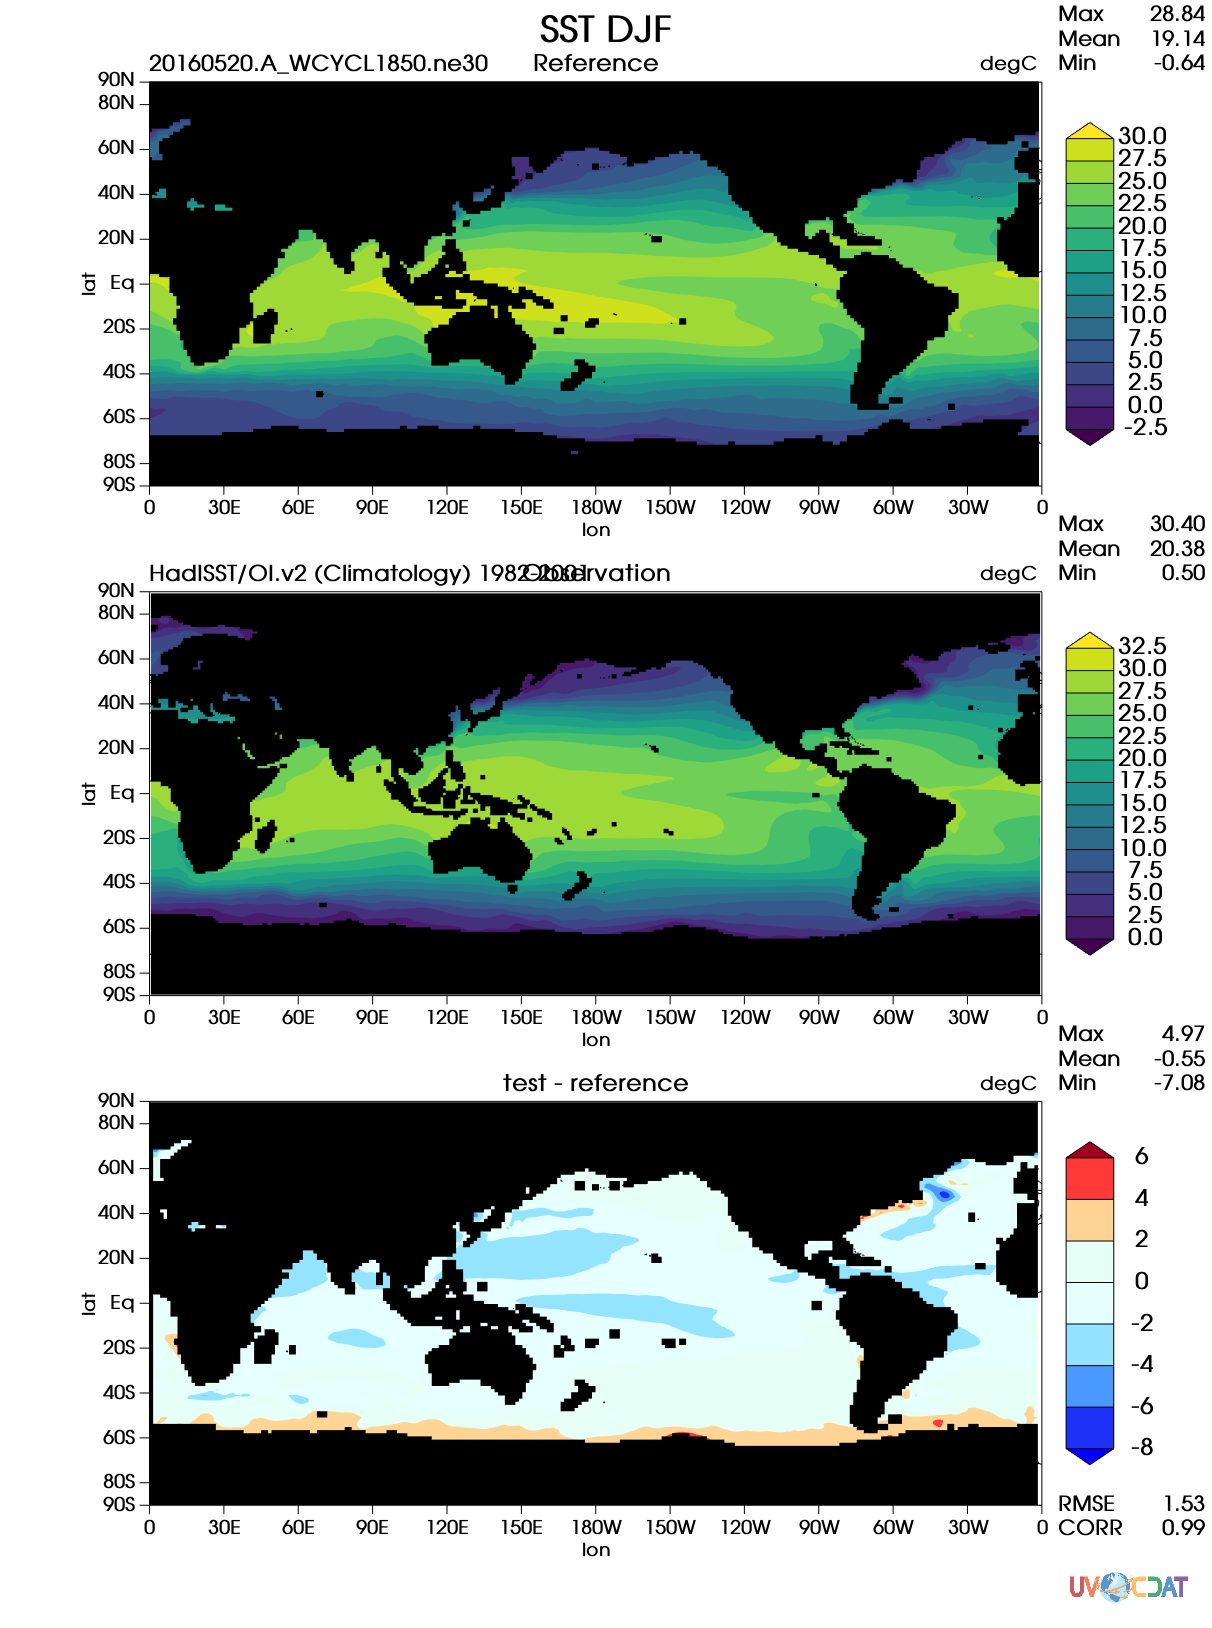 SST DJF
Max 28.84
Mean 19.14
Min -0.64
20160520.A_WCYCL1850.ne30 Reference degC
90N
80N
60N
40N
20N
Eq
20S
40S
60S
80S
90S
lat
0 30E 60E 90E 120E 150E 180W 150W 120W 90W 60W 30W 0
lon
30.0
27.5
25.0
22.5
20.0
17.5
15.0
12.5
10.0
7.5
5.0
2.5
0.0
-2.5
Max 30.40
Mean 20.38
Min 0.50
HadISST/OI.v2 (Climatology) 1982-2001 Observation degC
90N
80N
60N
40N
20N
Eq
20S
40S
60S
80S
90S
lat
0 30E 60E 90E 120E 150E 180W 150W 120W 90W 60W 30W 0
lon
32.5
30.0
27.5
25.0
22.5
20.0
17.5
15.0
12.5
10.0
7.5
5.0
2.5
0.0
Max 4.97
Mean -0.55
Min -7.08
test - reference degC
90N
80N
60N
40N
20N
Eq
20S
40S
60S
80S
90S
lat
0 30E 60E 90E 120E 150E 180W 150W 120W 90W 60W 30W 0
lon
6
4
2
0
-2
-4
-6
-8
RMSE 1.53
CORR 0.99
UV CDAT